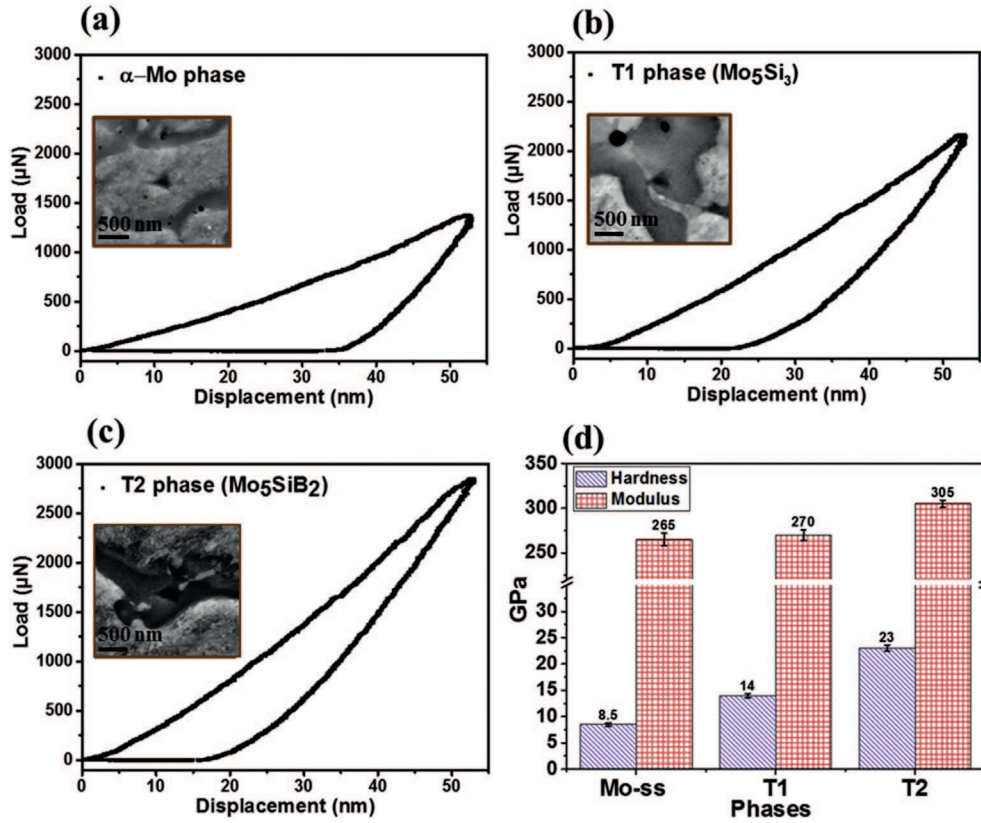 (a)
3000
2500
2000
1500
1000
500
0
Load (µN)
▪ α–Mo phase
500 nm
0 10 20 30 40 50
Displacement (nm)
(b)
3000
2500
2000
1500
1000
500
0
Load (µN)
▪ T1 phase (Mo5Si3)
500 nm
0 10 20 30 40 50
Displacement (nm)
(c)
3000
2500
2000
1500
1000
500
0
Load (µN)
▪ T2 phase (Mo5SiB2)
500 nm
0 10 20 30 40 50
Displacement (nm)
(d)
350
300
250
30
25
20
15
10
5
0
GPa
Hardness
Modulus
265
270
305
8.5
14
23
Mo-ss T1 T2
Phases